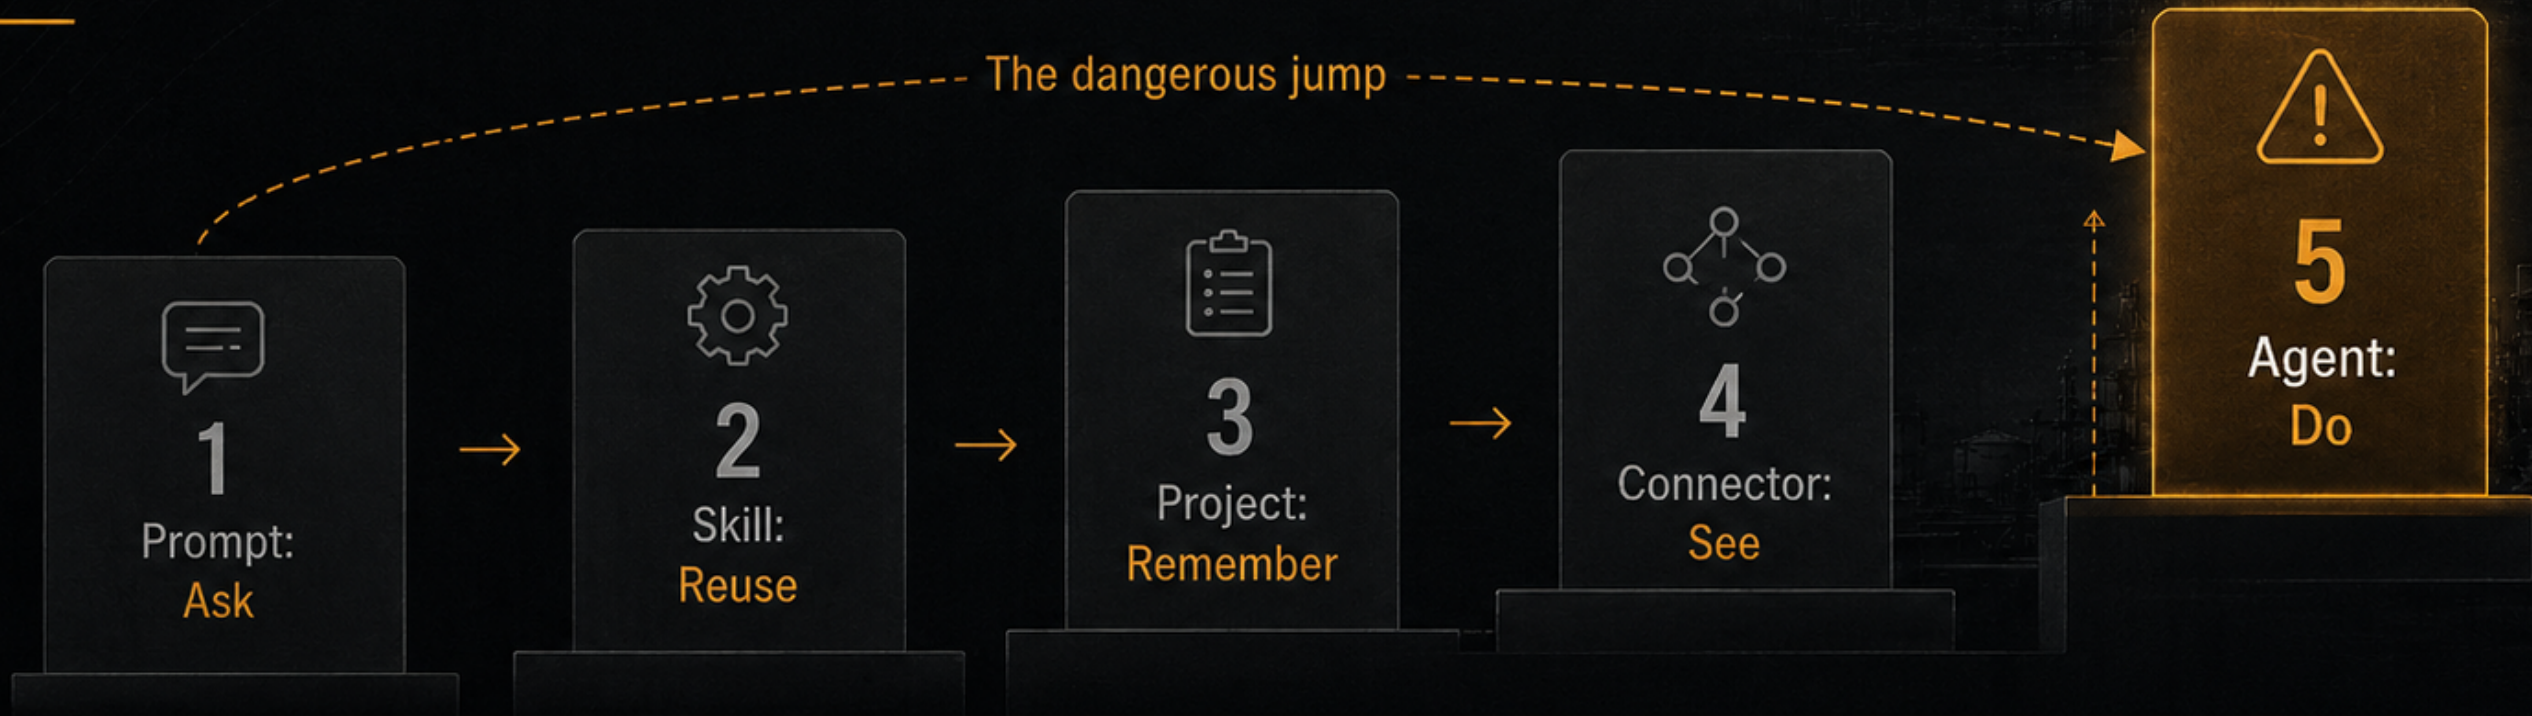 The dangerous jump
1
Prompt:
Ask
2
Skill:
Reuse
3
Project:
Remember
4
Connector:
See
5
Agent:
Do